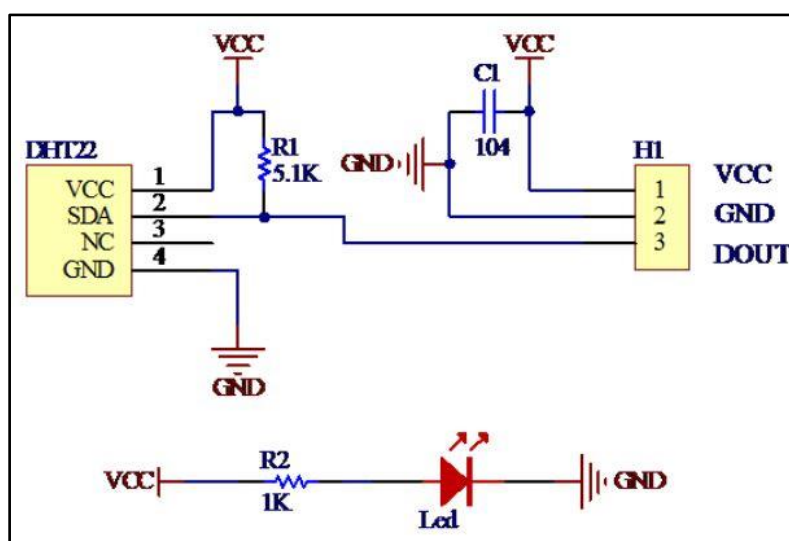 VCC
VCC
C1
104
DHT22
R1
5.1K
GND
H1
VCC 1
SDA 2
NC 3
GND 4
1 VCC
2 GND
3 DOUT
GND
VCC
R2
1K
Led
GND